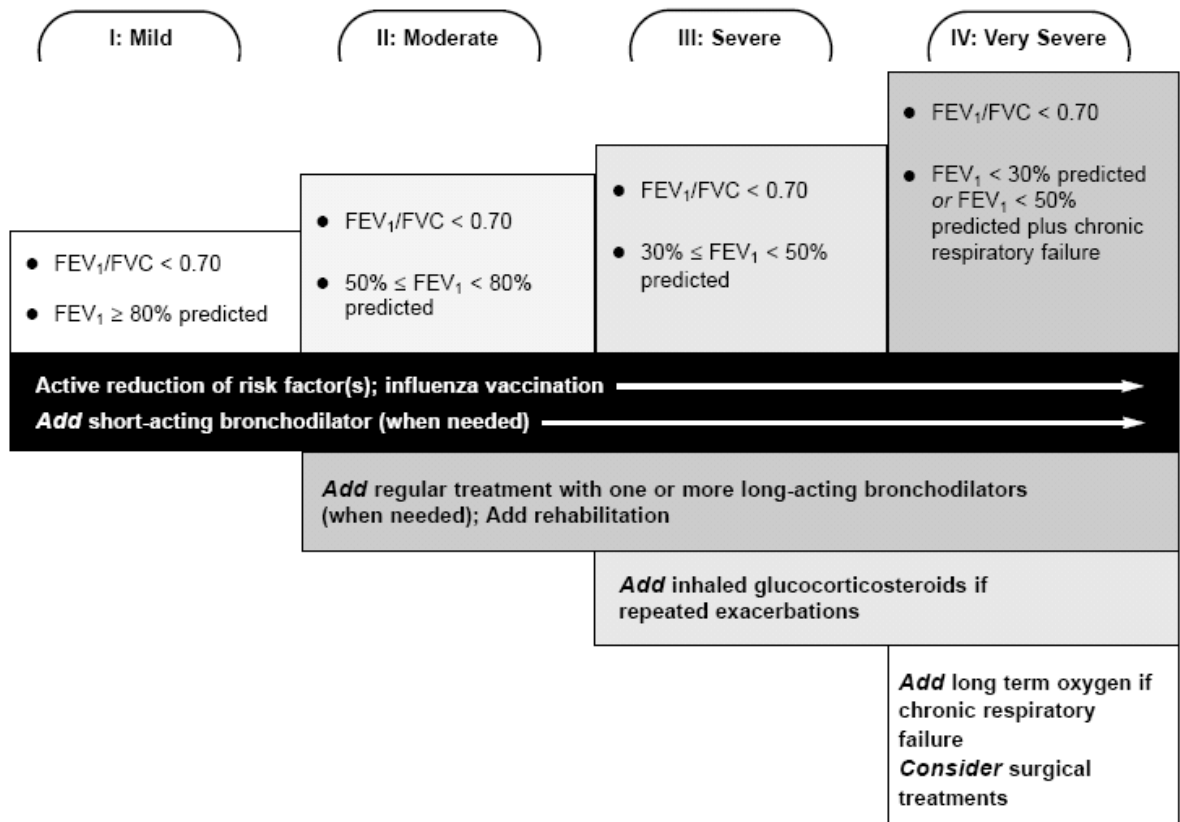 I: Mild
II: Moderate
III: Severe
IV: Very Severe
● FEV₁/FVC < 0.70
● FEV₁ ≥ 80% predicted
● FEV₁/FVC < 0.70
● 50% ≤ FEV₁ < 80%
predicted
● FEV₁/FVC < 0.70
● 30% ≤ FEV₁ < 50%
predicted
● FEV₁/FVC < 0.70
● FEV₁ < 30% predicted
or FEV₁ < 50%
predicted plus chronic
respiratory failure
Active reduction of risk factor(s); influenza vaccination
Add short-acting bronchodilator (when needed)
Add regular treatment with one or more long-acting bronchodilators
(when needed); Add rehabilitation
Add inhaled glucocorticosteroids if
repeated exacerbations
Add long term oxygen if
chronic respiratory
failure
Consider surgical
treatments